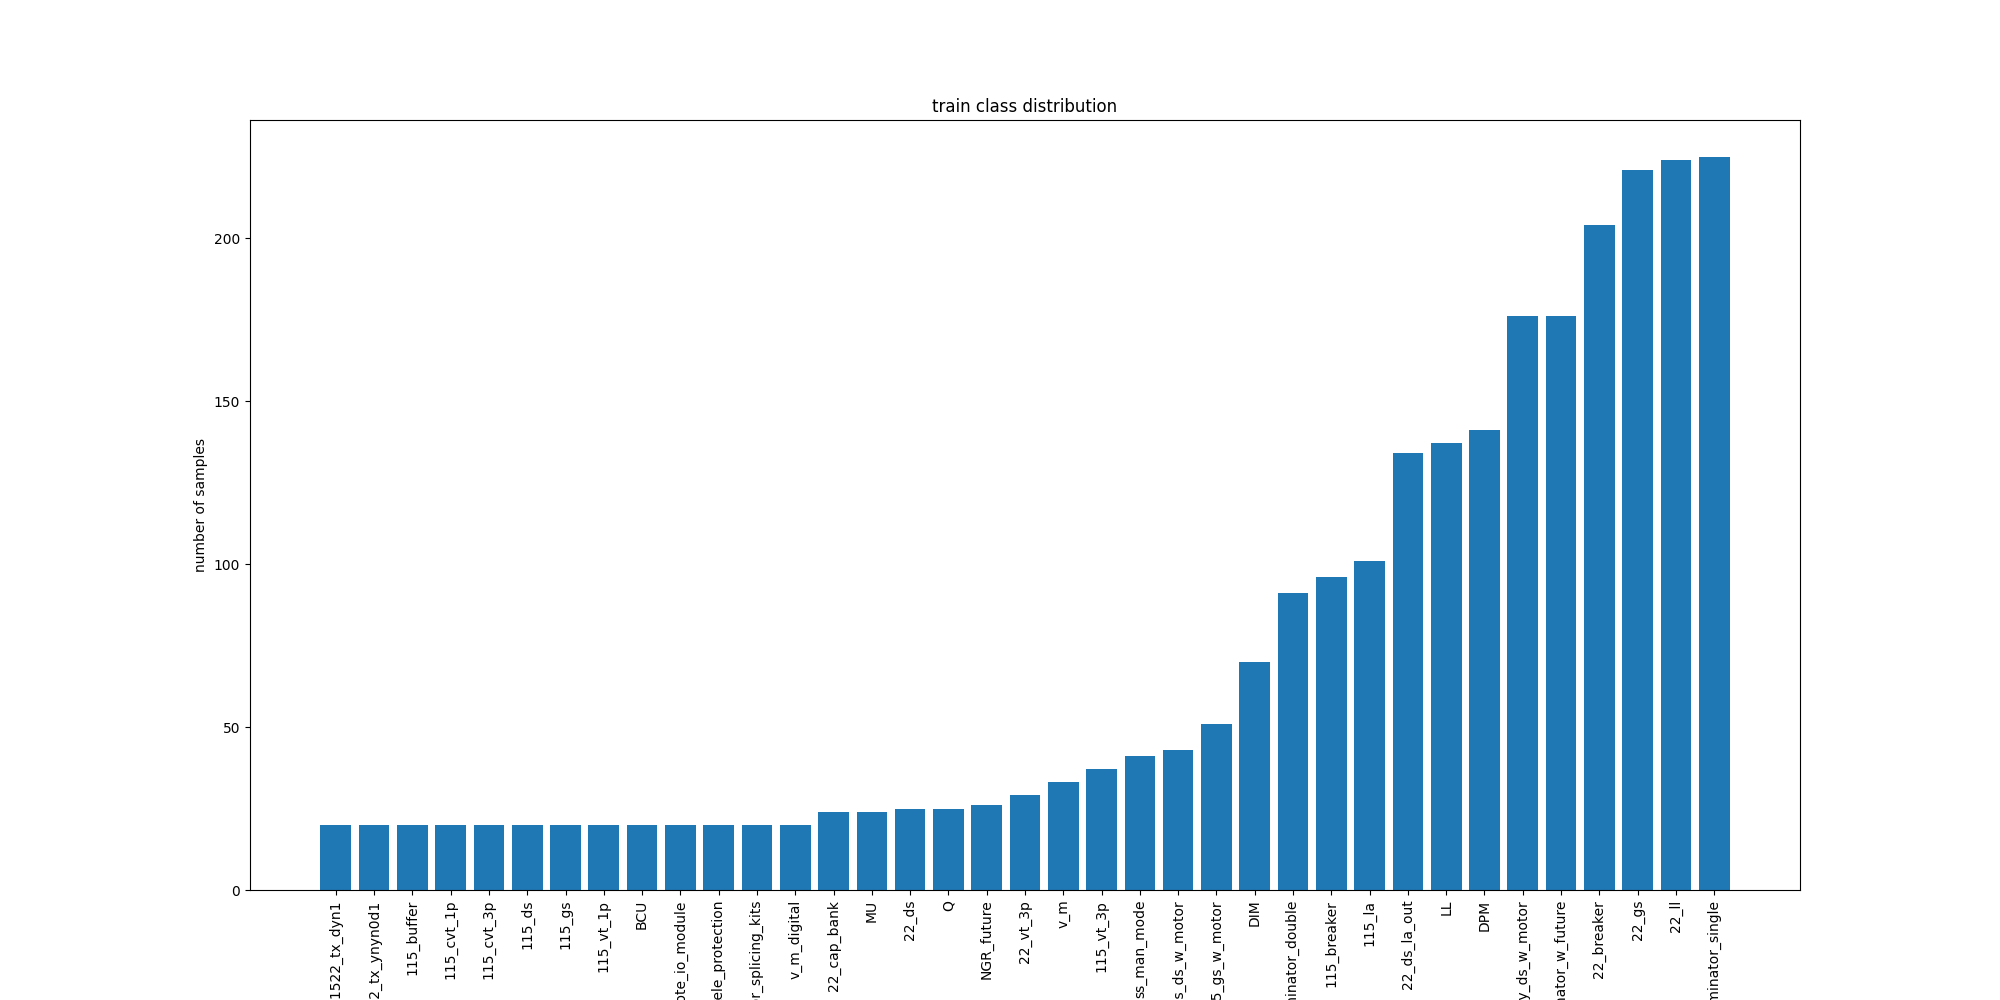 train class distribution
number of samples
200
150
100
50
0
1522_tx_dyn1
2_tx_ynyn0d1
115_buffer
115_cvt_1p
115_cvt_3p
115_ds
115_gs
115_vt_1p
BCU
ote_io_module
ele_protection
r_splicing_kits
v_m_digital
22_cap_bank
MU
22_ds
Q
NGR_future
22_vt_3p
v_m
115_vt_3p
ss_man_mode
s_ds_w_motor
5_gs_w_motor
DIM
minator_double
115_breaker
115_la
22_ds_la_out
LL
DPM
y_ds_w_motor
nator_w_future
22_breaker
22_gs
22_ll
minator_single